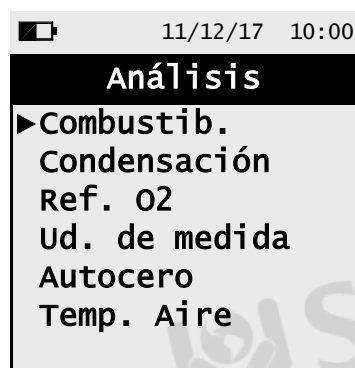 11/12/17 10:00
Análisis
►Combustib.
Condensación
Ref. O2
Ud. de medida
Autocero
Temp. Aire